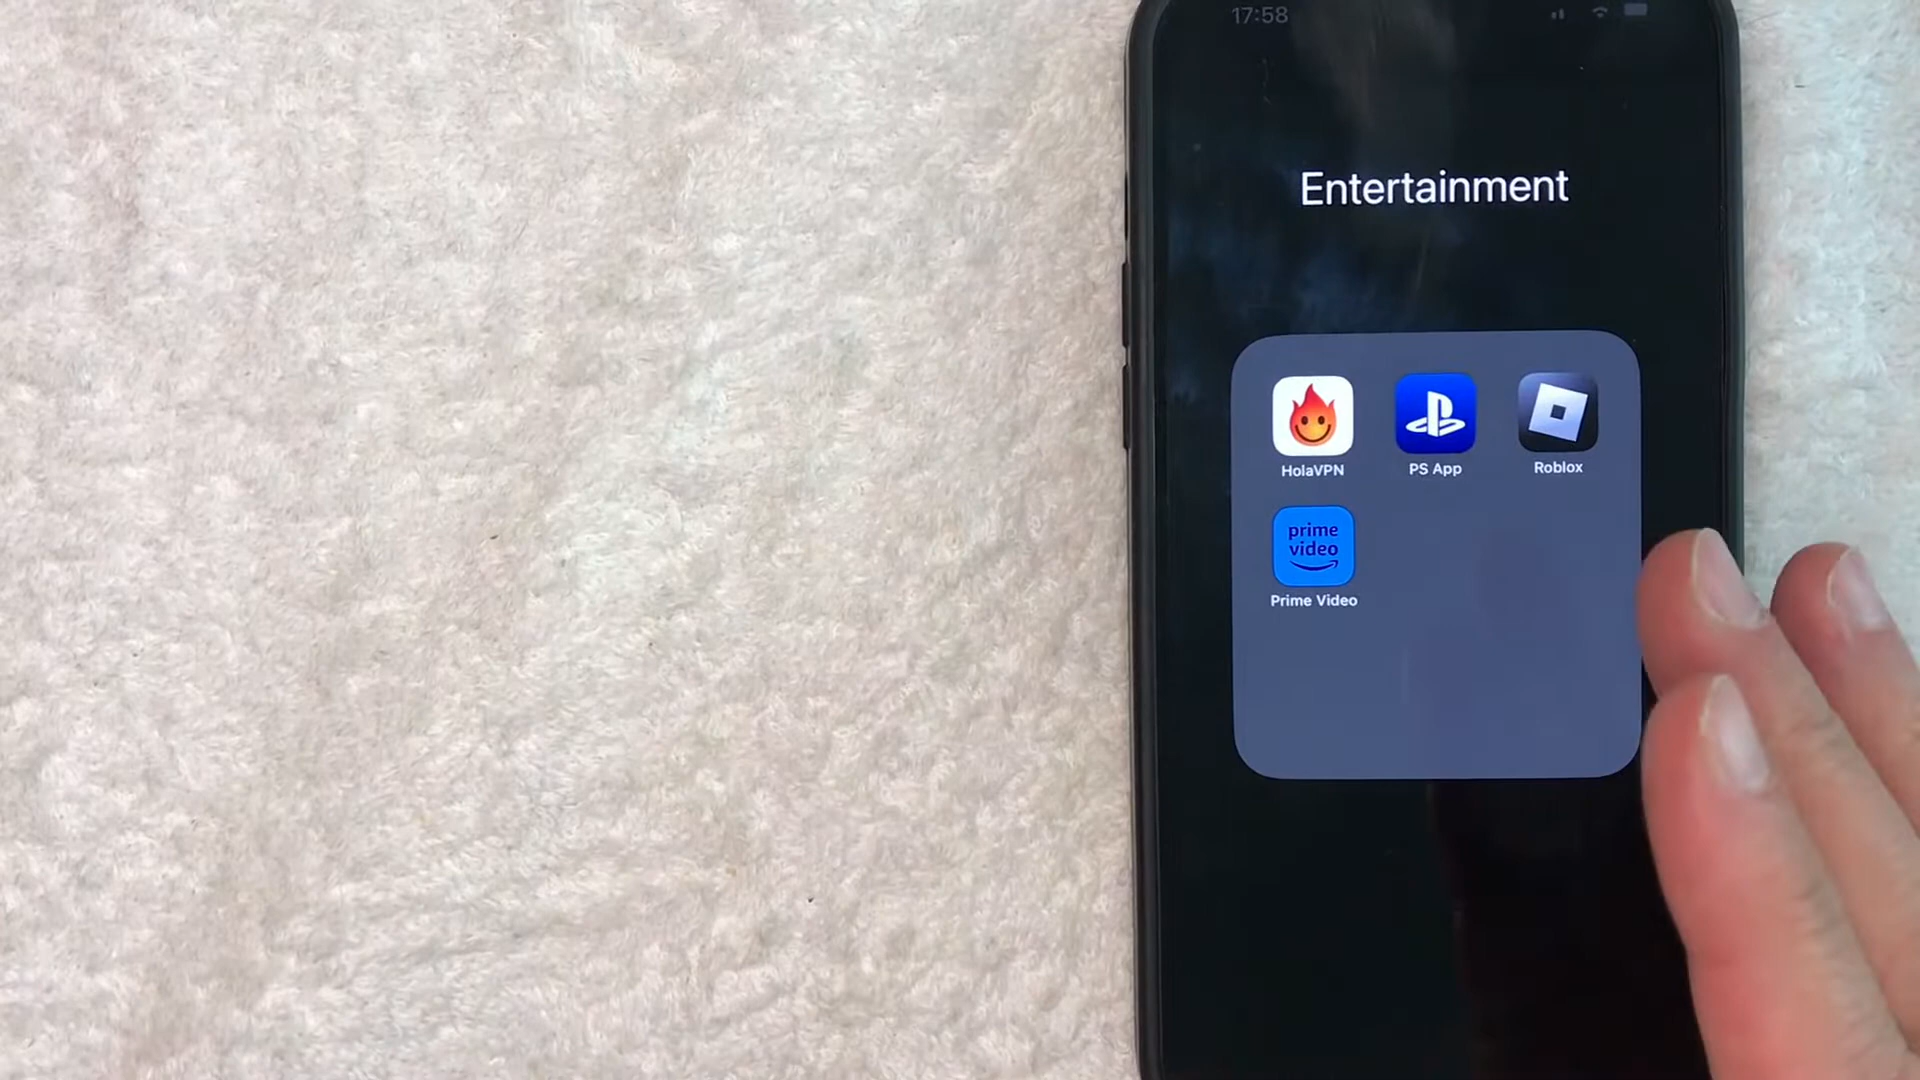 17:58
Entertainment
HolaVPN
PS App
Roblox
prime
video
Prime Video